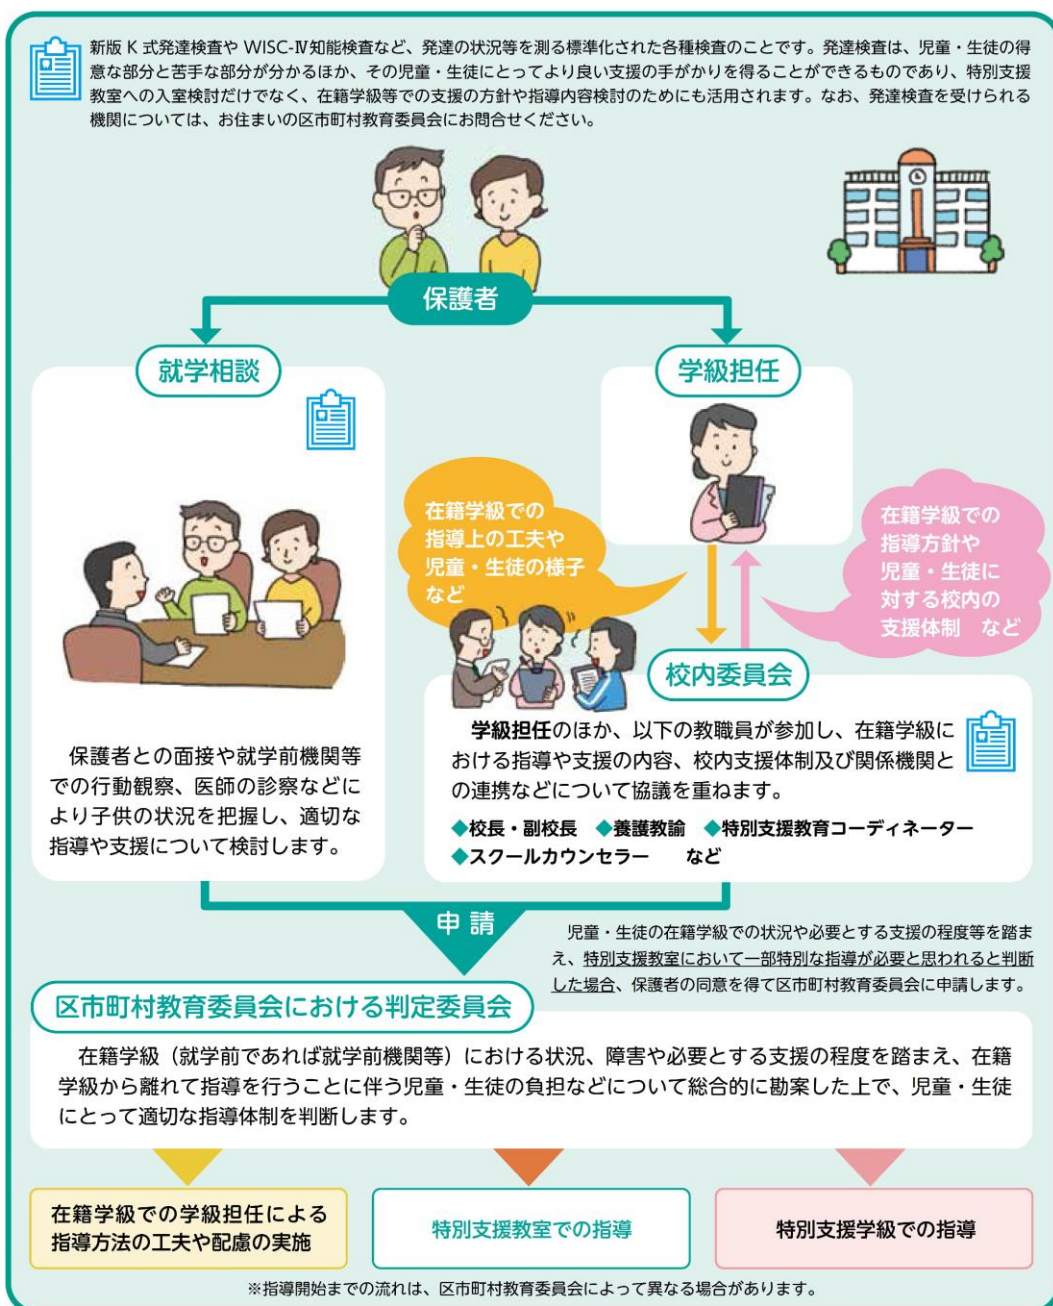 新版 K 式発達検査や WISC-Ⅳ知能検査など、発達の状況等を測る標準化された各種検査のことです。発達検査は、児童・生徒の得
意な部分と苦手な部分が分かるほか、その児童・生徒にとってより良い支援の手がかりを得ることができるものであり、特別支援
教室への入室検討だけでなく、在籍学級等での支援の方針や指導内容検討のためにも活用されます。なお、発達検査を受けられる
機関については、お住まいの区市町村教育委員会にお問合せください。
保護者
就学相談
保護者との面接や就学前機関等
での行動観察、医師の診察などに
より子供の状況を把握し、適切な
指導や支援について検討します。
学級担任
在籍学級での
指導上の工夫や
児童・生徒の様子
など
在籍学級での
指導方針や
児童・生徒に
対する校内の
支援体制　など
校内委員会
学級担任のほか、以下の教職員が参加し、在籍学級に
おける指導や支援の内容、校内支援体制及び関係機関と
の連携などについて協議を重ねます。
◆校長・副校長　◆養護教諭　◆特別支援教育コーディネーター
◆スクールカウンセラー　　など
申請
児童・生徒の在籍学級での状況や必要とする支援の程度等を踏ま
え、特別支援教室において一部特別な指導が必要と思われると判断
した場合、保護者の同意を得て区市町村教育委員会に申請します。
区市町村教育委員会における判定委員会
在籍学級（就学前であれば就学前機関等）における状況、障害や必要とする支援の程度を踏まえ、在籍
学級から離れて指導を行うことに伴う児童・生徒の負担などについて総合的に勘案した上で、児童・生徒
にとって適切な指導体制を判断します。
在籍学級での学級担任による
指導方法の工夫や配慮の実施
特別支援教室での指導
特別支援学級での指導
※指導開始までの流れは、区市町村教育委員会によって異なる場合があります。